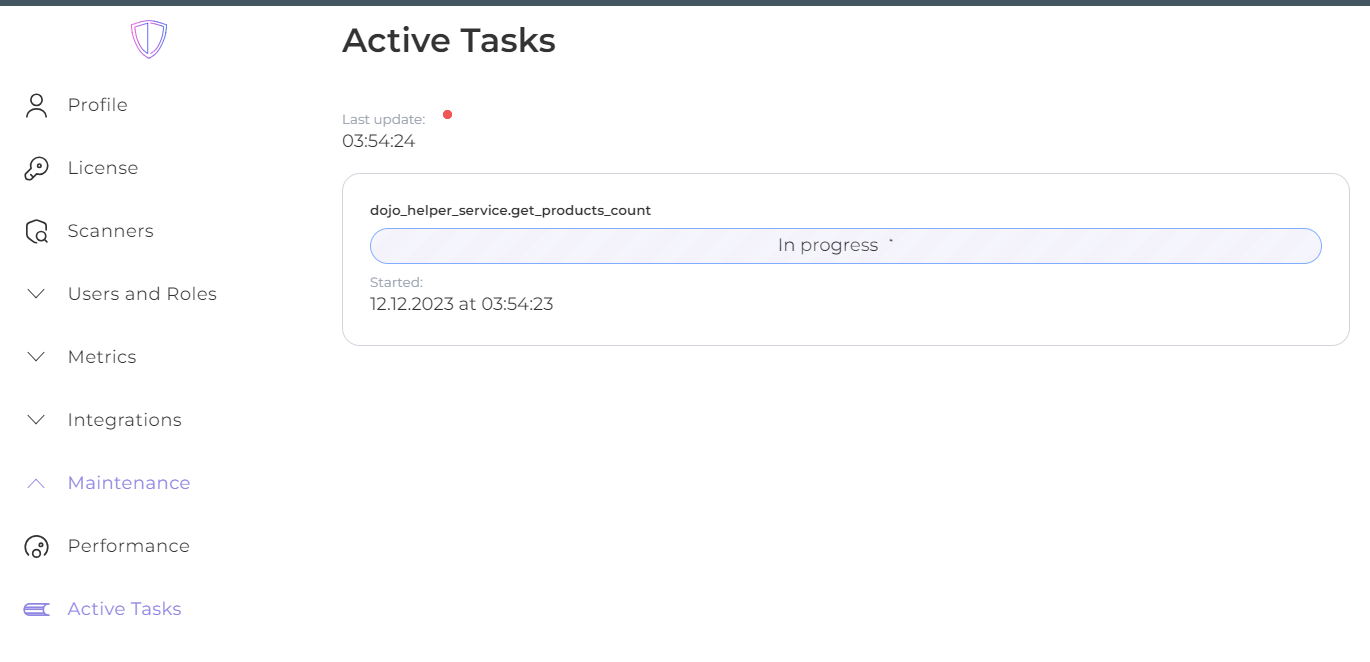 Active Tasks
Profile
License
Scanners
Users and Roles
Metrics
Integrations
Maintenance
Performance
Active Tasks
Last update:
03:54:24
dojo_helper_service.get_products_count
In progress
Started:
12.12.2023 at 03:54:23